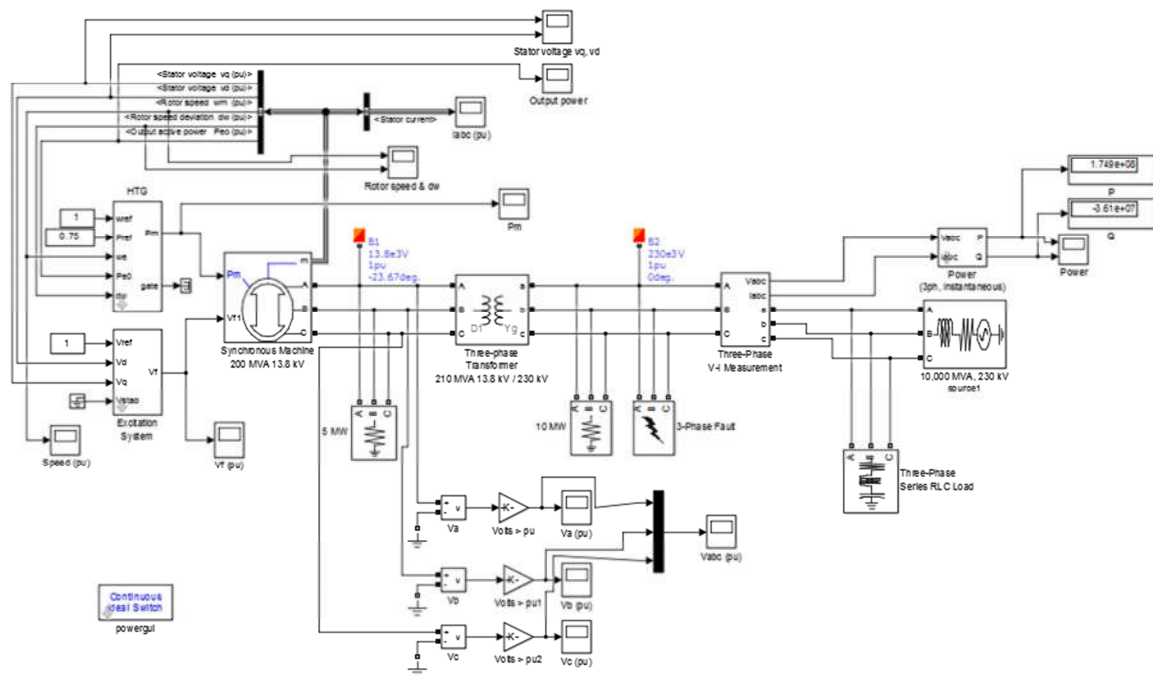 Stator voltage vq, vd
<Stator voltage vq (pu)>
<Stator voltage vd (pu)>
<Rotor speed wm (pu)>
<Rotor speed deviation dw (pu)>
<Output active power Peo (pu)>
Output power
<Stator current>
Iabc (pu)
Rotor speed & dw
Pm
HTG
1
0.75
wref
Pref
we
Pe0
dw
Pm
gate
Pm
Vf1
m
A
B
C
Synchronous Machine
200 MVA 13.8 kV
1
Vref
Vd
Vq
Vstab
Vf
Excitation
System
Speed (pu)
Vf (pu)
B1
13.8e3V
1pu
-23.67deg.
A
B
C
D1
Yg
a
b
c
Three-phase
Transformer
210 MVA 13.8 kV / 230 kV
B2
230e3V
1pu
0deg.
A
B
C
Vabc
Iabc
a
b
c
Three-Phase
V-I Measurement
Vabc
Iabc
P
Q
Power
(3ph, Instantaneous)
1.749e+08
P
-3.61e+07
Q
Power
A
B
C
10,000 MVA, 230 kV
source1
A B C
5 MW
A B C
10 MW
A B C
3-Phase Fault
A B C
Three-Phase
Series RLC Load
+
-
v
Va
-K-
Volts > pu
Va (pu)
+
-
v
Vb
-K-
Volts > pu1
Vb (pu)
+
-
v
Vc
-K-
Volts > pu2
Vc (pu)
Vabc (pu)
Continuous
Ideal Switch
powergui